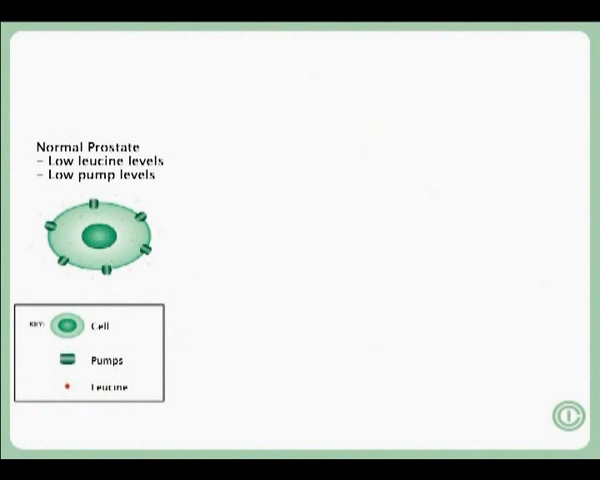 Normal Prostate
– Low leucine levels
– Low pump levels
KEY: Cell
Pumps
Leucine